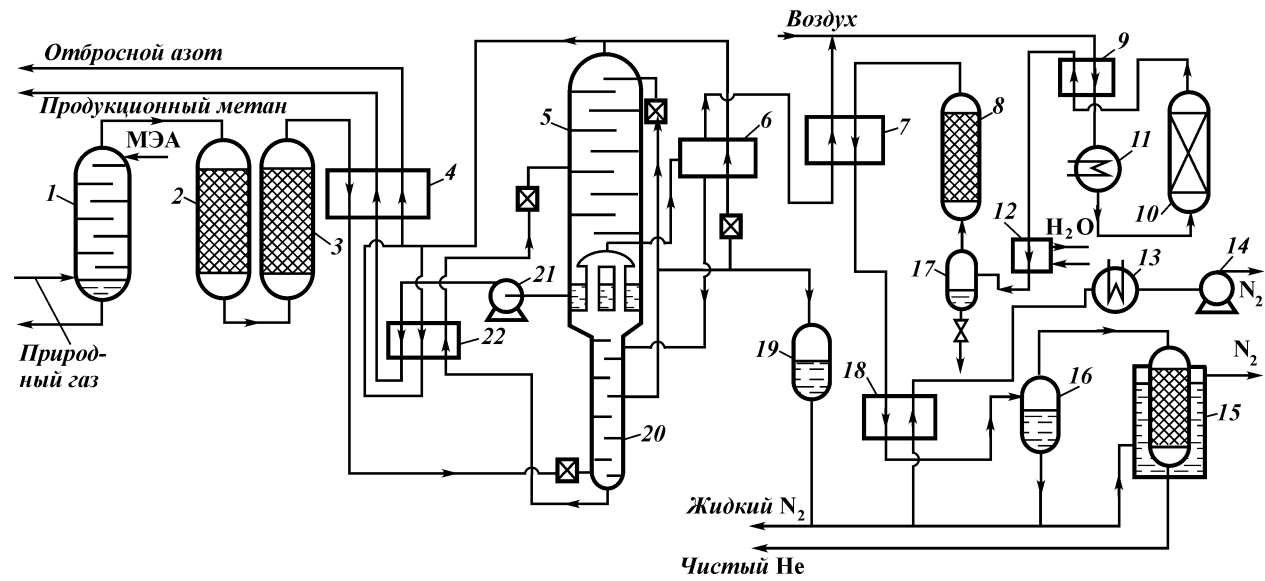 Воздух
Отбросной азот
Продукционный метан
МЭА
1
2
3
4
5
6
7
8
9
10
11
12
H₂O
13
14
N₂
17
21
22
Природ-
ный газ
19
18
16
N₂
15
20
Жидкий N₂
Чистый He